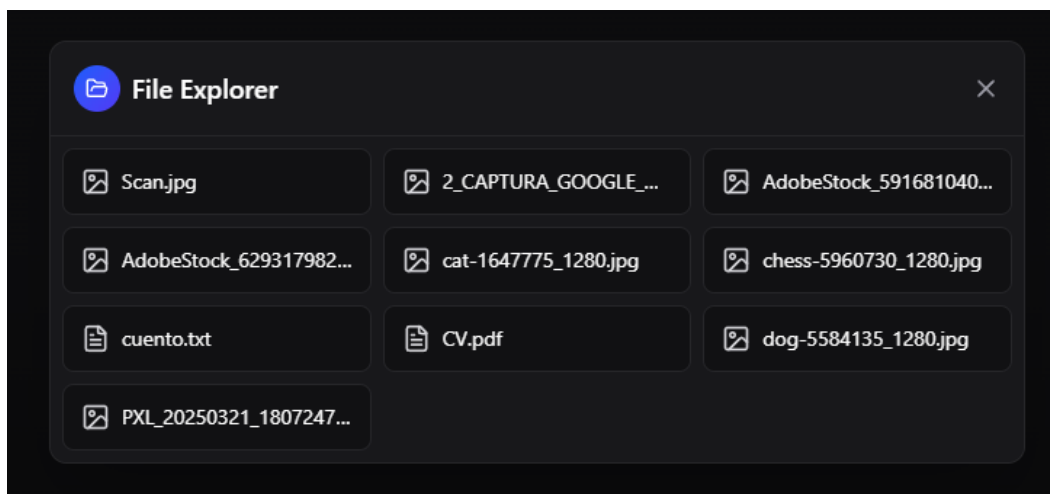 File Explorer
Scan.jpg
2_CAPTURA_GOOGLE_...
AdobeStock_591681040...
AdobeStock_629317982...
cat-1647775_1280.jpg
chess-5960730_1280.jpg
cuento.txt
CV.pdf
dog-5584135_1280.jpg
PXL_20250321_1807247...